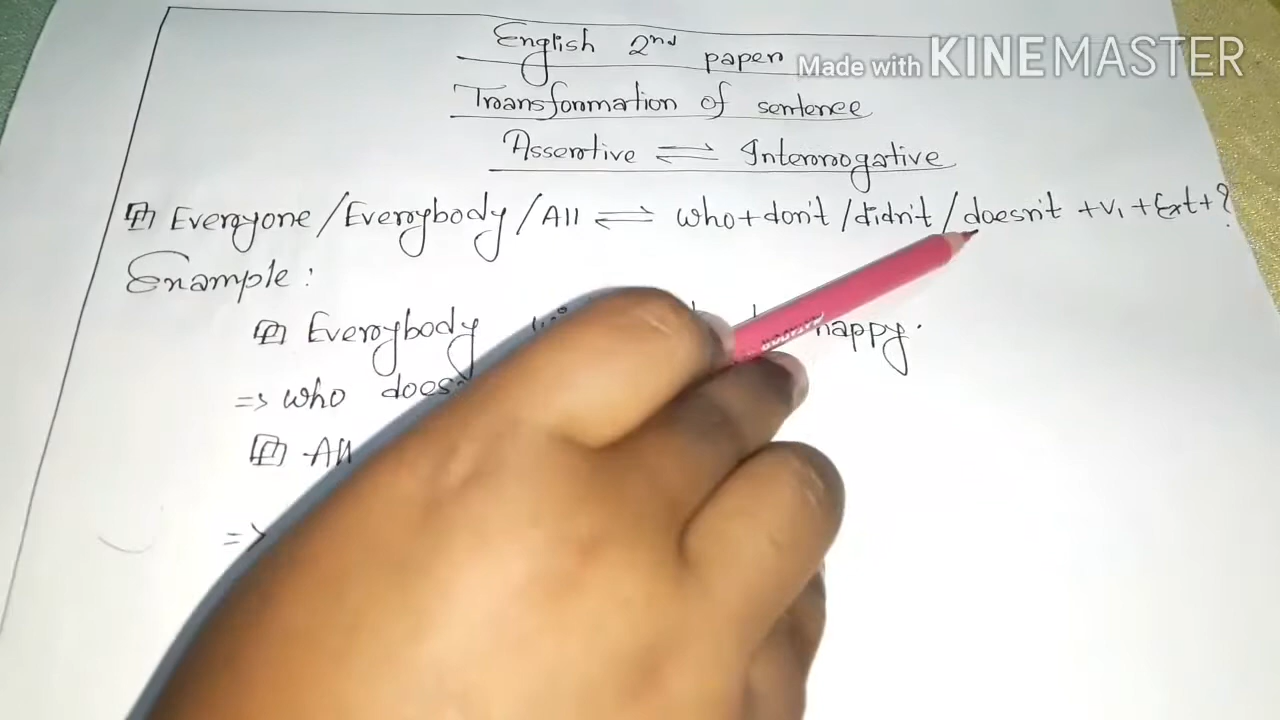 English 2nd paper
Made with KINEMASTER
Transformation of sentence
Assertive ⇌ Interrogative
Everyone / Everybody / All ⇌ who + don't / didn't / doesn't + V₁ + Ext + ?
Example :
Everybody happy.
=> who
All
=>